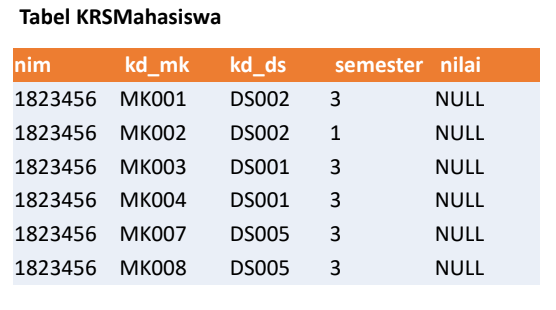 Tabel KRSMahasiswa
nim kd_mk kd_ds semester nilai
1823456 MK001 DS002 3 NULL
1823456 MK002 DS002 1 NULL
1823456 MK003 DS001 3 NULL
1823456 MK004 DS001 3 NULL
1823456 MK007 DS005 3 NULL
1823456 MK008 DS005 3 NULL